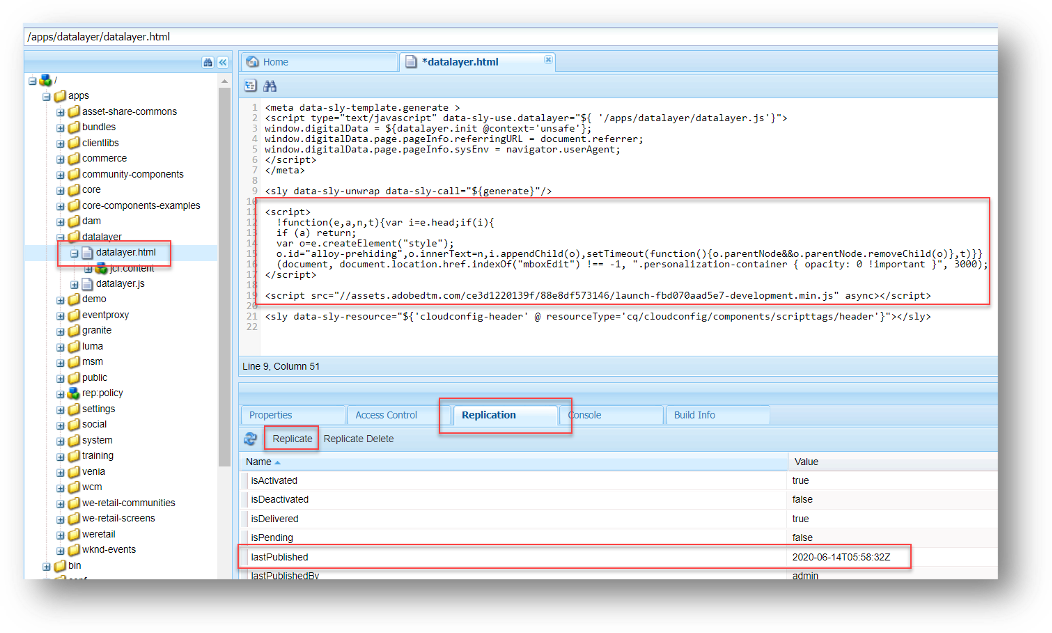 /apps/datalayer/datalayer.html
/
apps
asset-share-commons
bundles
clientlibs
commerce
community-components
core
core-components-examples
dam
datalayer
datalayer.html
jcr:content
datalayer.js
demo
eventproxy
granite
luma
msm
public
rep:policy
settings
social
system
training
venia
wcm
we-retail-communities
we-retail-screens
weretail
wknd-events
bin
conf
Home
*datalayer.html
1 <meta data-sly-template.generate >
2 <script type="text/javascript" data-sly-use.datalayer="${ '/apps/datalayer/datalayer.js'}">
3 window.digitalData = ${datalayer.init @context='unsafe'};
4 window.digitalData.page.pageInfo.referringURL = document.referrer;
5 window.digitalData.page.pageInfo.sysEnv = navigator.userAgent;
6 </script>
7 </meta>
8
9 <sly data-sly-unwrap data-sly-call="${generate}"/>
10
11 <script>
12 !function(e,a,n,t){var i=e.head;if(i){
13 if (a) return;
14 var o=e.createElement("style");
15 o.id="alloy-prehiding",o.innerText=n,i.appendChild(o),setTimeout(function(){o.parentNode&&o.parentNode.removeChild(o)},t)}}
16 (document, document.location.href.indexOf("mboxEdit") !== -1, ".personalization-container { opacity: 0 !important }", 3000);
17 </script>
18
19 <script src="//assets.adobedtm.com/ce3d1220139f/88e8df573146/launch-fbd070aad5e7-development.min.js" async></script>
20
21 <sly data-sly-resource="${'cloudconfig-header' @ resourceType='cq/cloudconfig/components/scripttags/header'}"></sly>
22
Line 9, Column 51
Properties Access Control Replication Console Build Info
Replicate Replicate Delete
Name Value
isActivated true
isDeactivated false
isDelivered true
isPending false
lastPublished 2020-06-14T05:58:32Z
lastPublishedBy admin